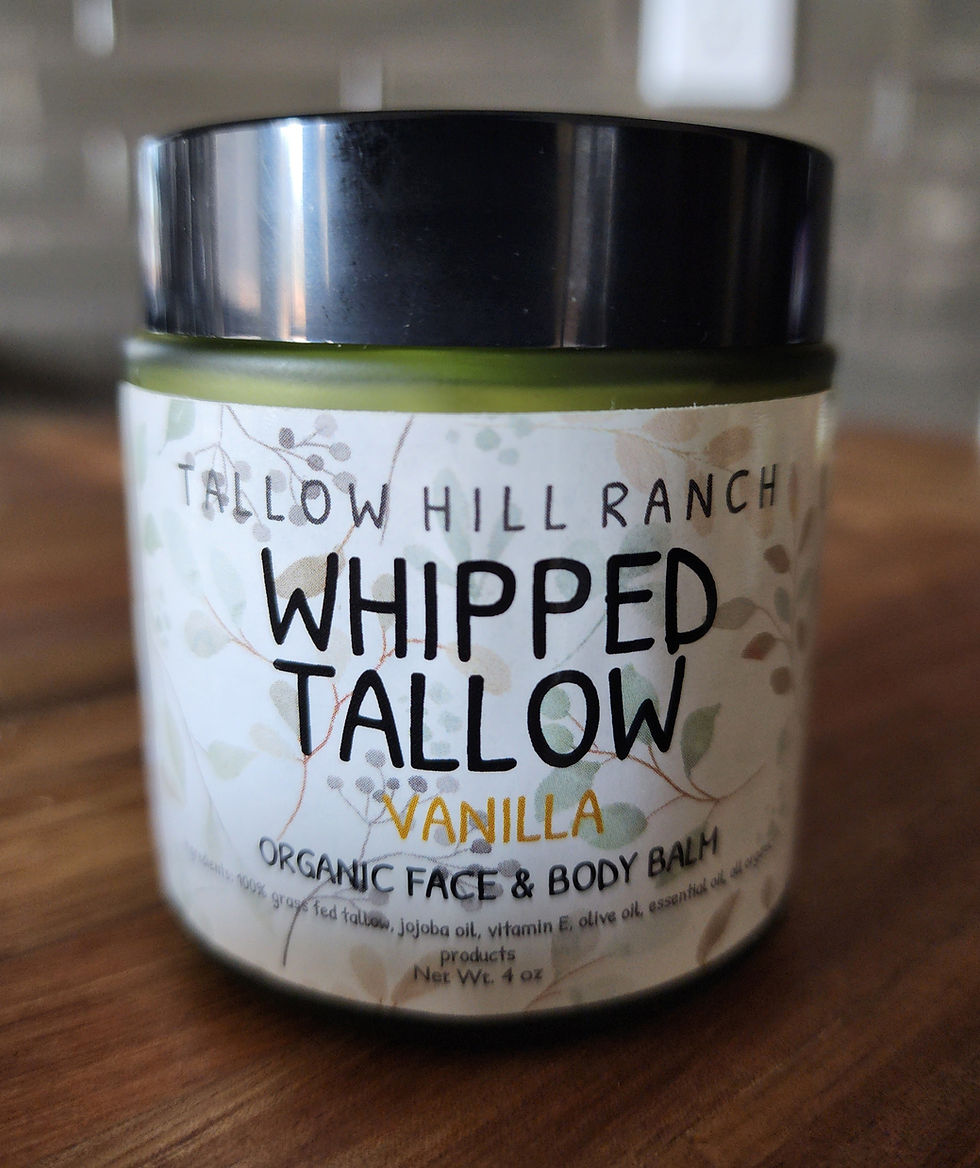 TALLOW HILL RANCH
WHIPPED
TALLOW
VANILLA
ORGANIC FACE & BODY BALM
100% grass fed tallow, jojoba oil, vitamin E, olive oil, essential oil, all organic
products
Net Wt. 4 oz